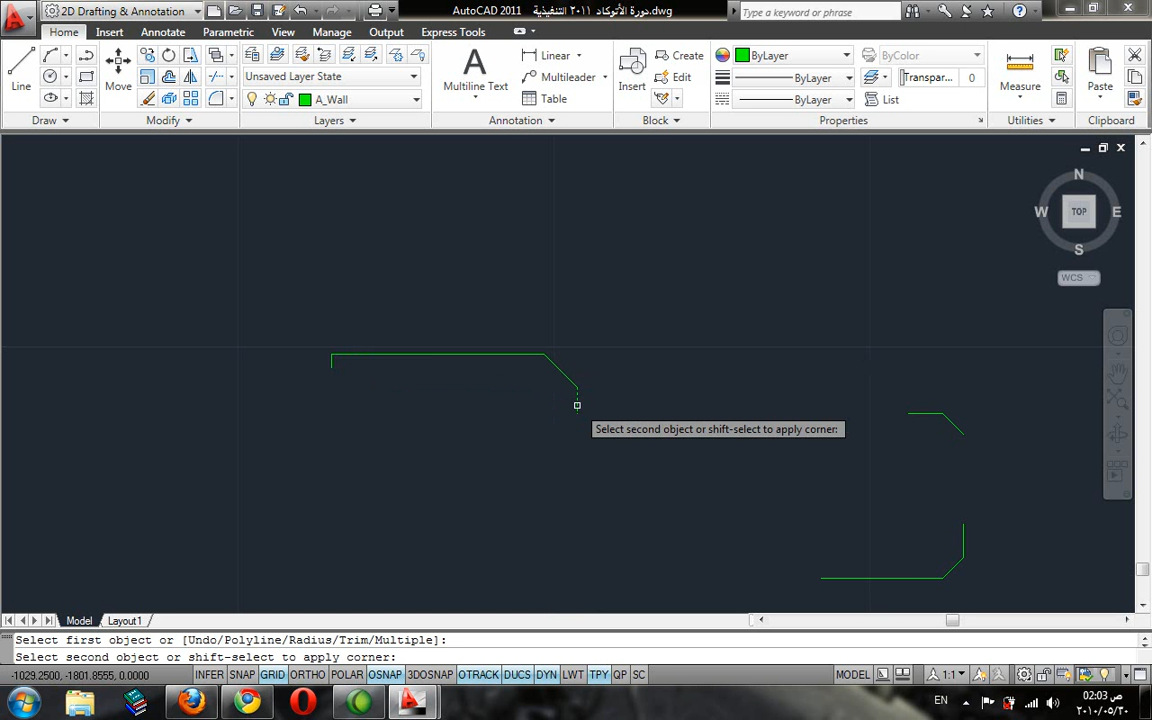 2D Drafting & Annotation
AutoCAD 2011 دورة الأتوكاد ٢٠١١ التنفيذية.dwg
Type a keyword or phrase
Home Insert Annotate Parametric View Manage Output Express Tools
Line
Move
Unsaved Layer State
A_Wall
Multiline Text
Linear
Multileader
Table
Insert
Create
Edit
ByLayer
ByLayer
ByLayer
ByColor
Transpar... 0
List
Measure
Paste
Draw Modify Layers Annotation Block Properties Utilities Clipboard
N
W TOP E
S
WCS
Select second object or shift-select to apply corner:
Model Layout1
Select first object or [Undo/Polyline/Radius/Trim/Multiple]:
Select second object or shift-select to apply corner:
-1029.2500, -1801.8555, 0.0000 INFER SNAP GRID ORTHO POLAR OSNAP 3DOSNAP OTRACK DUCS DYN LWT TPY QP SC MODEL 1:1
EN
02:03 ص
٢٠١٠/٠٥/٣٠